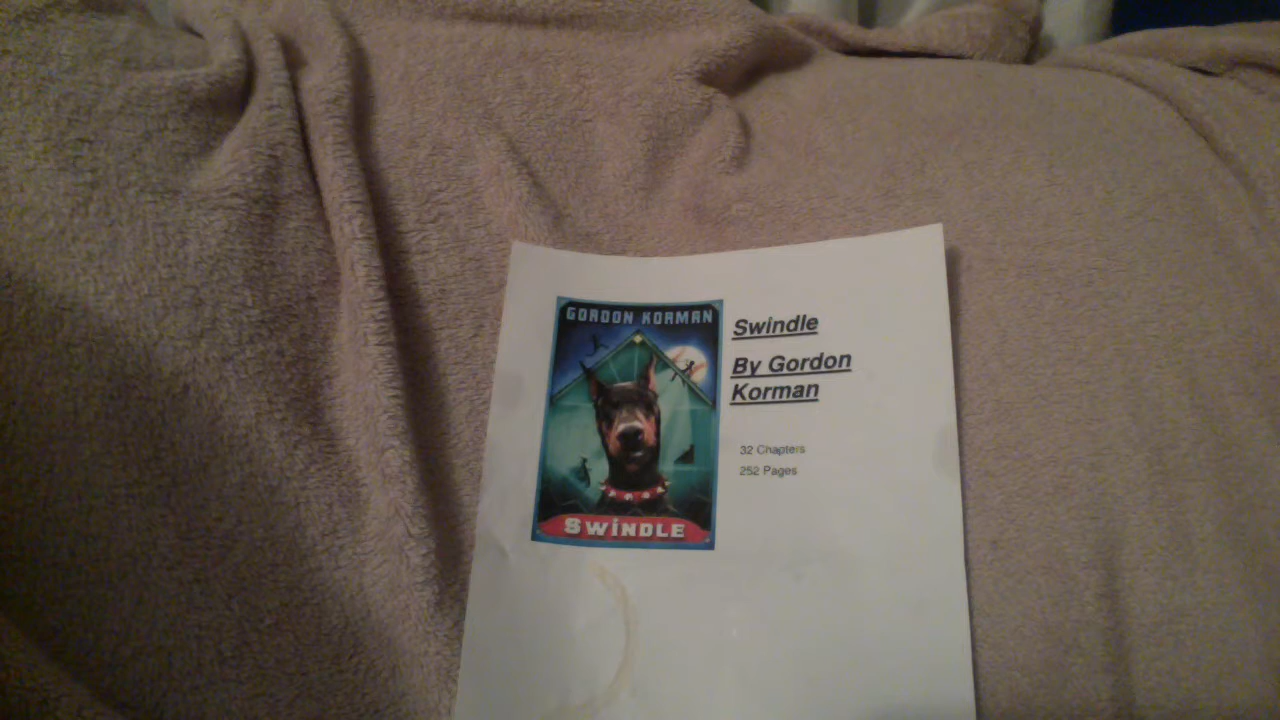 GORDON KORMAN
SWiNDLE
Swindle
By Gordon
Korman
32 Chapters
252 Pages